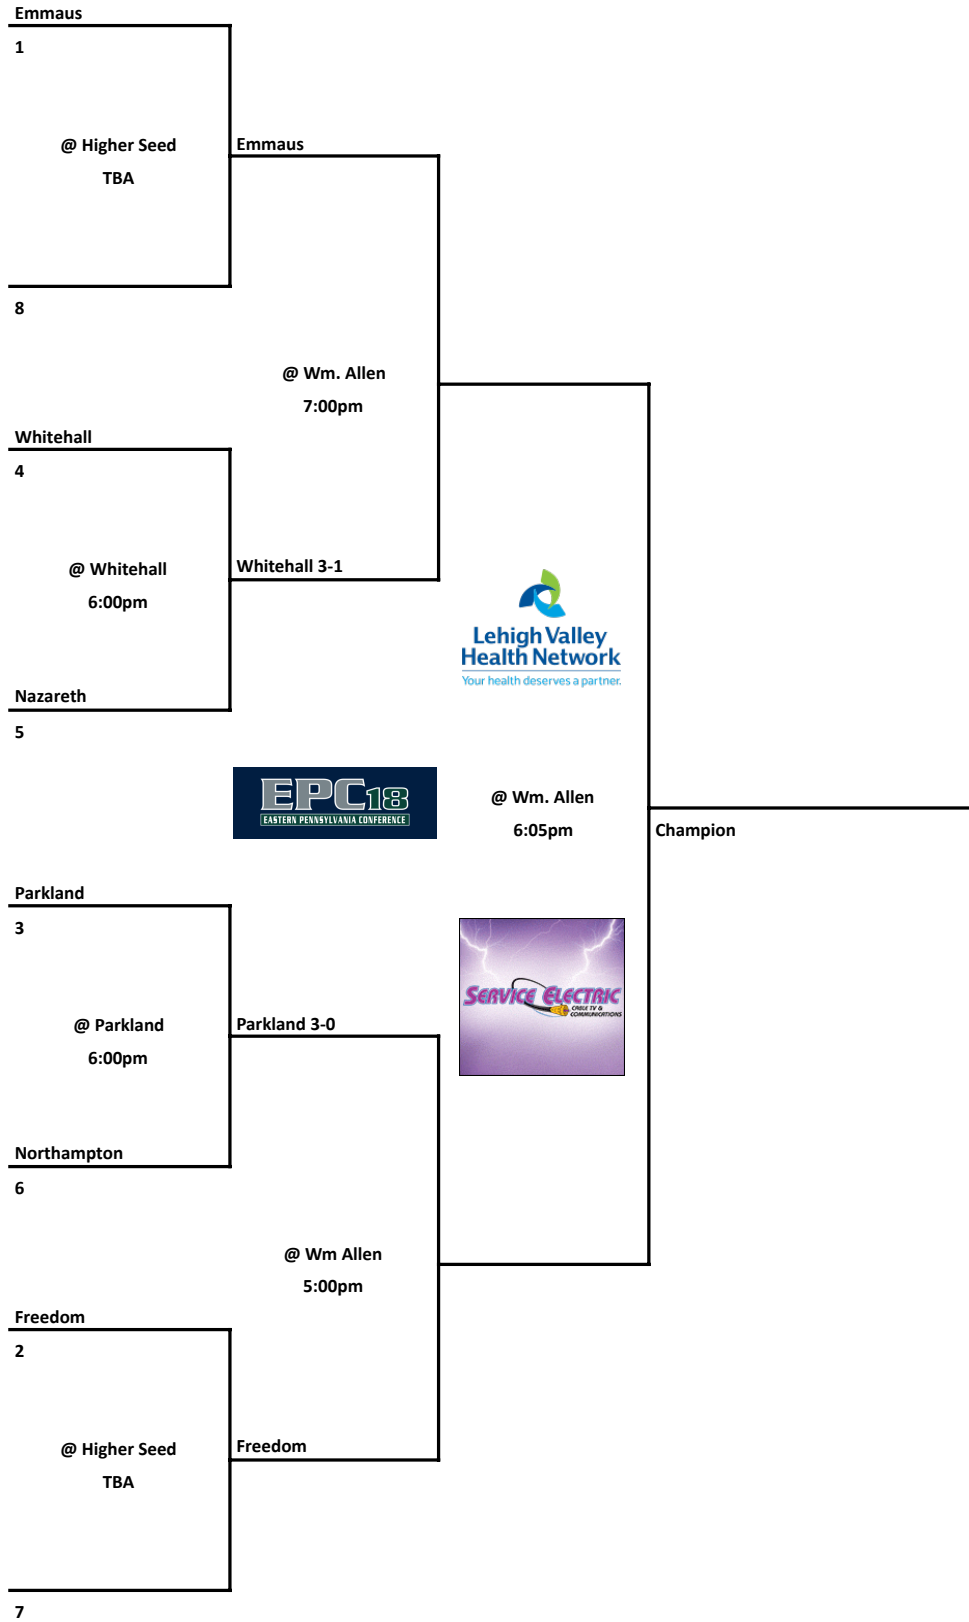 Emmaus
1
@ Higher Seed
TBA
Emmaus
8
@ Wm. Allen
7:00pm
Whitehall
4
@ Whitehall
6:00pm
Whitehall 3-1
Nazareth
5
Lehigh Valley
Health Network
Your health deserves a partner.
EPC18
EASTERN PENNSYLVANIA CONFERENCE
@ Wm. Allen
6:05pm
Champion
Parkland
3
@ Parkland
6:00pm
Parkland 3-0
SERVICE ELECTRIC
CABLE TV &
COMMUNICATIONS
Northampton
6
@ Wm Allen
5:00pm
Freedom
2
@ Higher Seed
TBA
Freedom
7